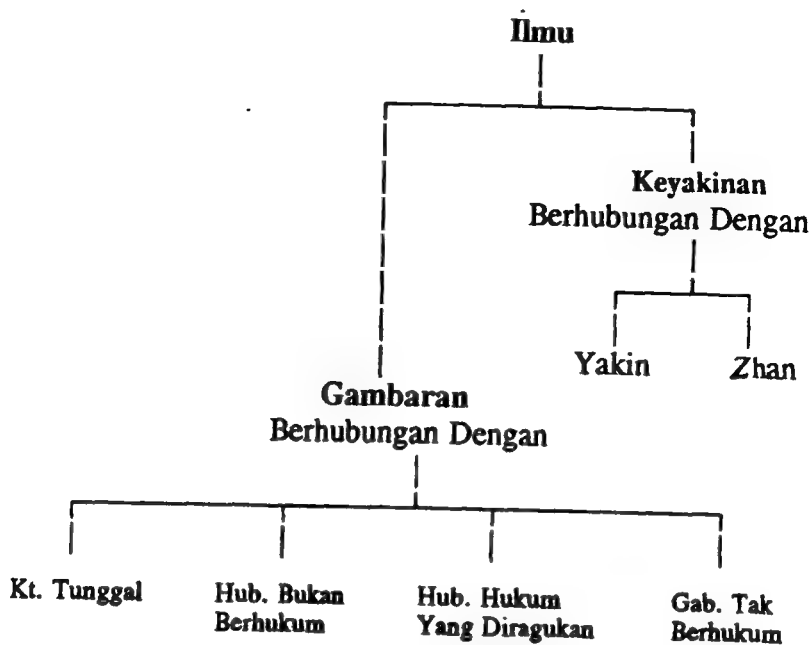 Ilmu
Keyakinan
Berhubungan Dengan
Yakin
Zhan
Gambaran
Berhubungan Dengan
Kt. Tunggal
Hub. Bukan
Berhukum
Hub. Hukum
Yang Diragukan
Gab. Tak
Berhukum